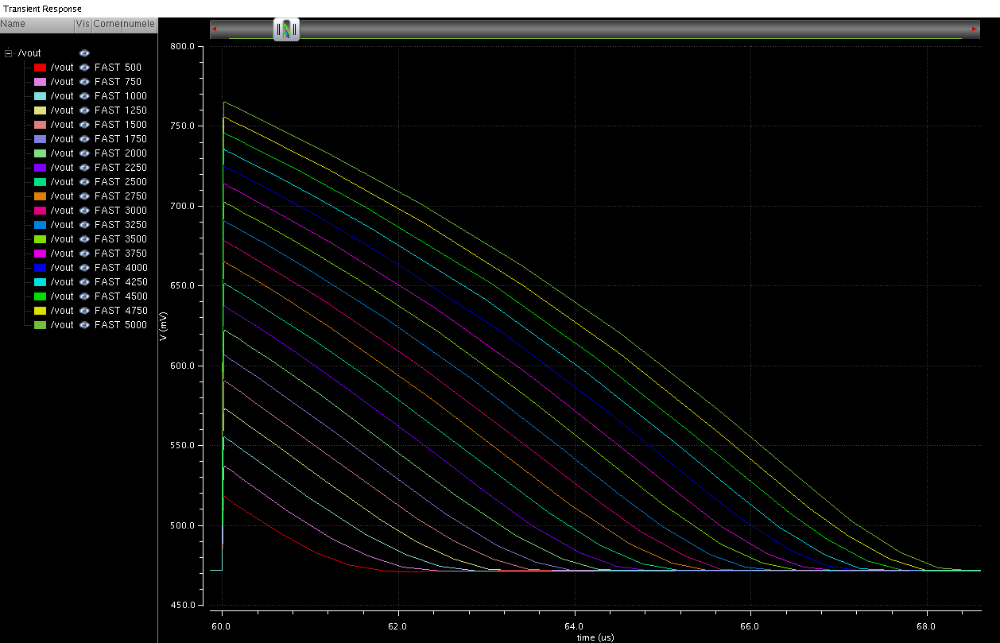 Transient Response
Name Vis Corner numele
/vout
/vout FAST 500
/vout FAST 750
/vout FAST 1000
/vout FAST 1250
/vout FAST 1500
/vout FAST 1750
/vout FAST 2000
/vout FAST 2250
/vout FAST 2500
/vout FAST 2750
/vout FAST 3000
/vout FAST 3250
/vout FAST 3500
/vout FAST 3750
/vout FAST 4000
/vout FAST 4250
/vout FAST 4500
/vout FAST 4750
/vout FAST 5000
800.0
750.0
700.0
650.0
600.0
550.0
500.0
450.0
V (mV)
60.0 62.0 64.0 66.0 68.0
time (us)